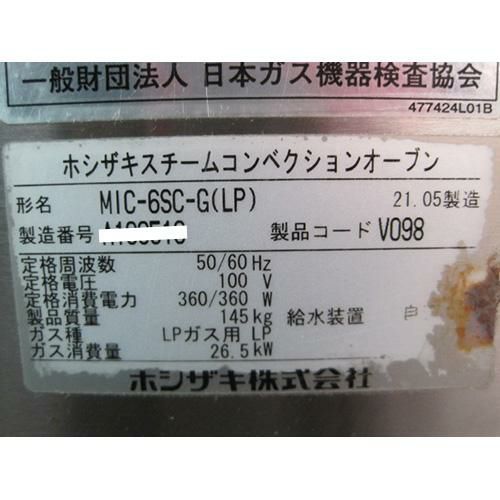 一般財団法人 日本ガス機器検査協会
477424L01B
ホシザキスチームコンベクションオーブン
形名 MIC-6SC-G(LP) 21.05製造
製造番号 製品コード V098
定格周波数 50/60 Hz
定格電圧 100 V
定格消費電力 360/360 W
製品質量 145kg 給水装置
ガス種 LPガス用 LP
ガス消費量 26.5kW
ホシザキ株式会社